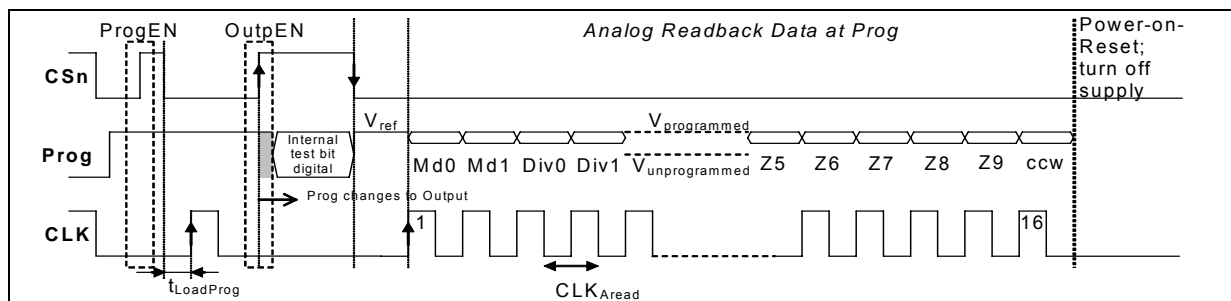 ProgEN
OutpEN
Analog Readback Data at Prog
Power-on-
Reset;
turn off
supply
CSn
Vref
Vprogrammed
Prog
Internal
test bit
digital
Md0 Md1 Div0 Div1 Vunprogrammed Z5 Z6 Z7 Z8 Z9 ccw
Prog changes to Output
CLK
1
16
tLoadProg
CLKAread